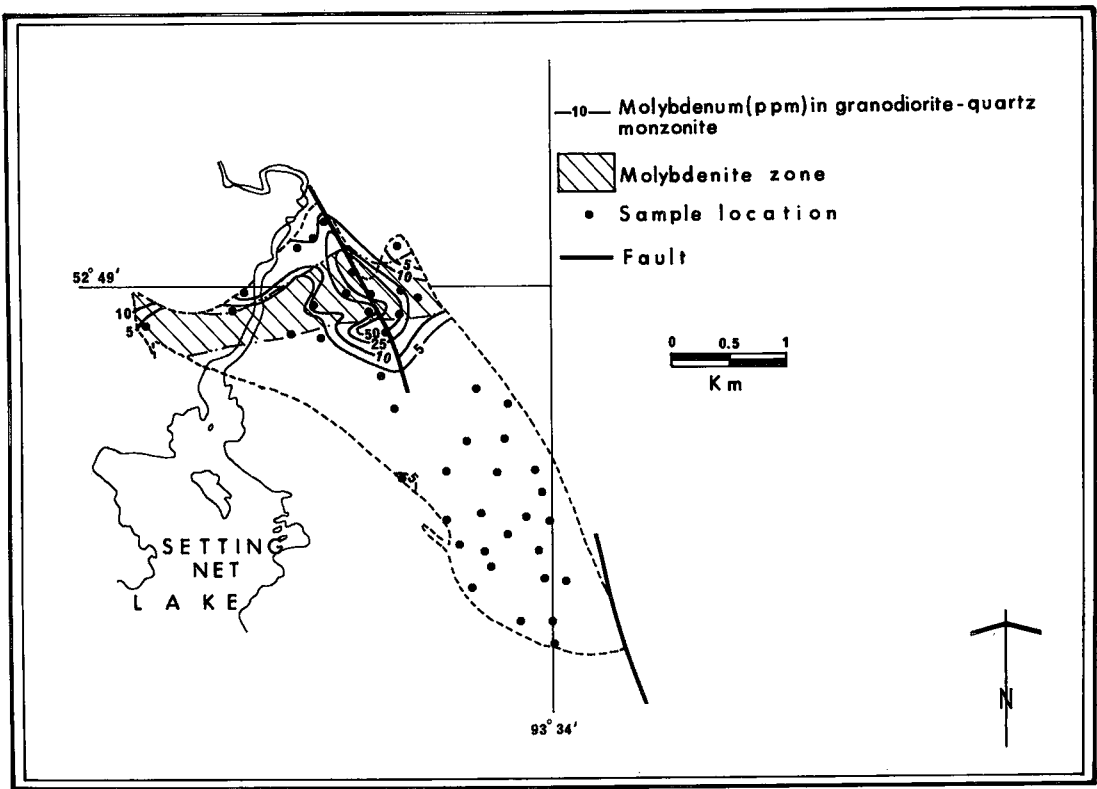 —10— Molybdenum(ppm)in granodiorite-quartz
monzonite
Molybdenite zone
Sample location
Fault
52° 49'
5
10
10
5
50
25
10
5
0 0.5 1
Km
5
SETTING
NET
LAKE
N
93° 34'